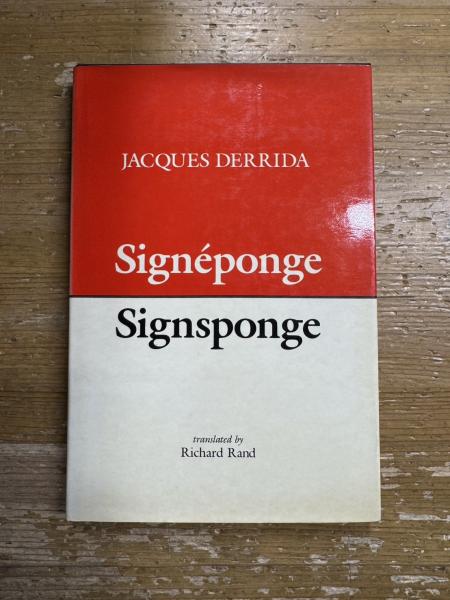 JACQUES DERRIDA
Signéponge
Signsponge
translated by
Richard Rand